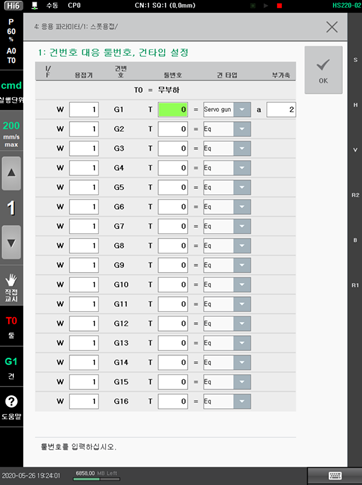 Hi6 수동 CP0 CN:1 SQ:1 (0,0mm) HS220-02
P 60 %
A0 T0
cmd
실행단위
200 mm/s max
1
직접 교시
T0 툴
G1 건
도움말
4: 응용 파라미터/1: 스폿용접/
1: 건번호 대응 툴번호, 건타입 설정
OK
I/F 용접기 건번호 툴번호 건 타입 부가축
T0 = 무부하
W 1 G1 T 0 = Servo gun a 2
W 1 G2 T 0 = Eq
W 1 G3 T 0 = Eq
W 1 G4 T 0 = Eq
W 1 G5 T 0 = Eq
W 1 G6 T 0 = Eq
W 1 G7 T 0 = Eq
W 1 G8 T 0 = Eq
W 1 G9 T 0 = Eq
W 1 G10 T 0 = Eq
W 1 G11 T 0 = Eq
W 1 G12 T 0 = Eq
W 1 G13 T 0 = Eq
W 1 G14 T 0 = Eq
W 1 G15 T 0 = Eq
W 1 G16 T 0 = Eq
S
H
V
R2
B
R1
툴번호를 입력하십시오.
2020-05-26 19:24:01